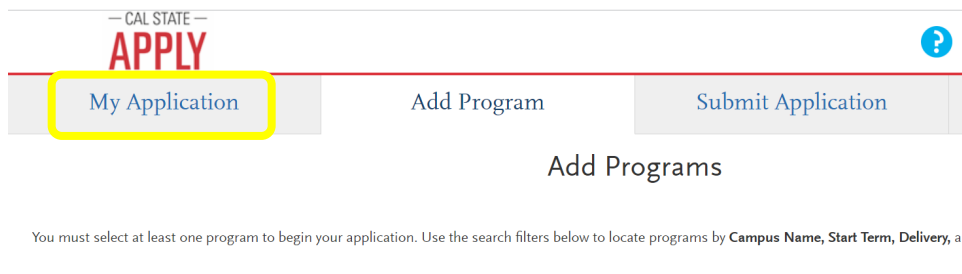 CAL STATE
APPLY
?
My Application
Add Program
Submit Application
Add Programs
You must select at least one program to begin your application. Use the search filters below to locate programs by Campus Name, Start Term, Delivery, a